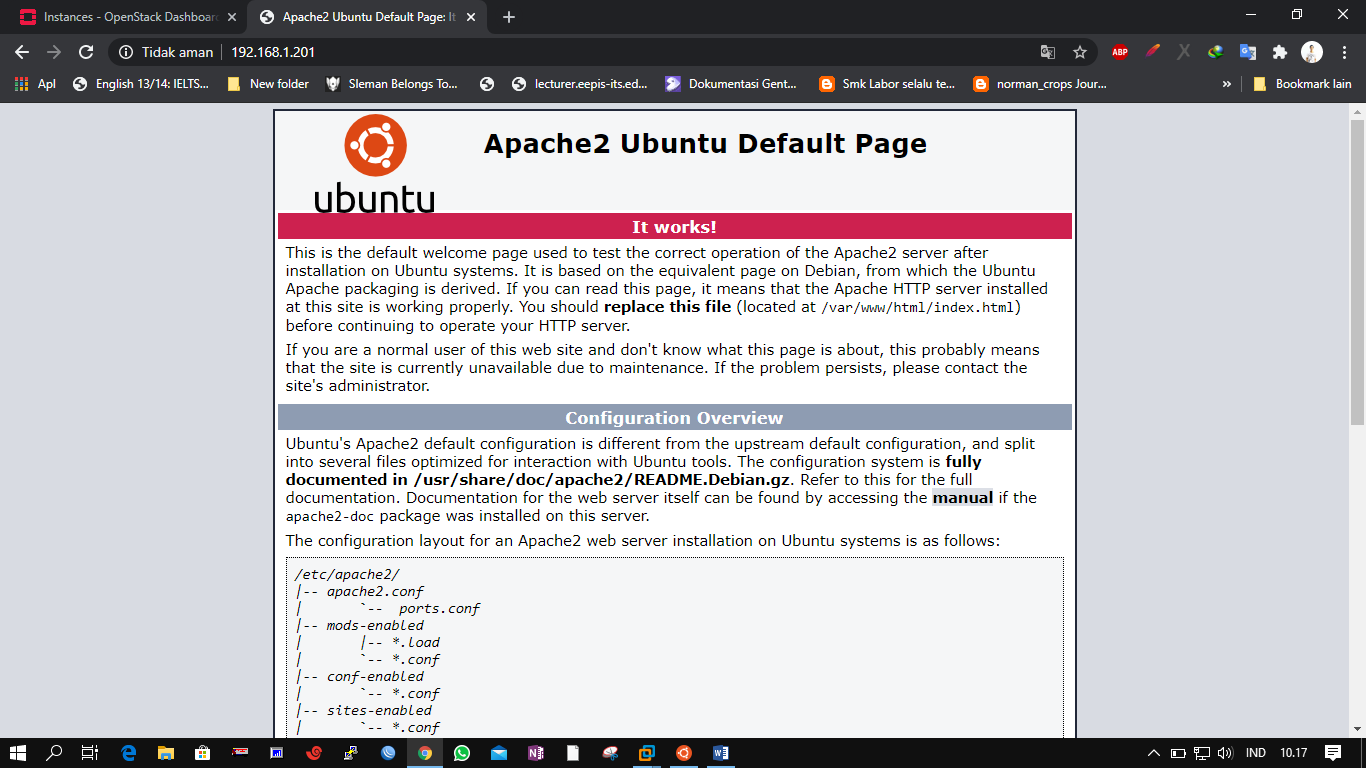 Instances - OpenStack Dashboar
Apache2 Ubuntu Default Page: It
Tidak aman
192.168.1.201
ABP
Apl
English 13/14: IELTS...
New folder
Sleman Belongs To...
lecturer.eepis-its.ed...
Dokumentasi Gent...
Smk Labor selalu te...
norman_crops Jour...
»
Bookmark lain
ubuntu
Apache2 Ubuntu Default Page
It works!
This is the default welcome page used to test the correct operation of the Apache2 server after
installation on Ubuntu systems. It is based on the equivalent page on Debian, from which the Ubuntu
Apache packaging is derived. If you can read this page, it means that the Apache HTTP server installed
at this site is working properly. You should replace this file (located at /var/www/html/index.html)
before continuing to operate your HTTP server.
If you are a normal user of this web site and don't know what this page is about, this probably means
that the site is currently unavailable due to maintenance. If the problem persists, please contact the
site's administrator.
Configuration Overview
Ubuntu's Apache2 default configuration is different from the upstream default configuration, and split
into several files optimized for interaction with Ubuntu tools. The configuration system is fully
documented in /usr/share/doc/apache2/README.Debian.gz. Refer to this for the full
documentation. Documentation for the web server itself can be found by accessing the manual if the
apache2-doc package was installed on this server.
The configuration layout for an Apache2 web server installation on Ubuntu systems is as follows:
/etc/apache2/
|-- apache2.conf
|       `--  ports.conf
|-- mods-enabled
|       |-- *.load
|       `-- *.conf
|-- conf-enabled
|       `-- *.conf
|-- sites-enabled
|       `-- *.conf
IND
10.17